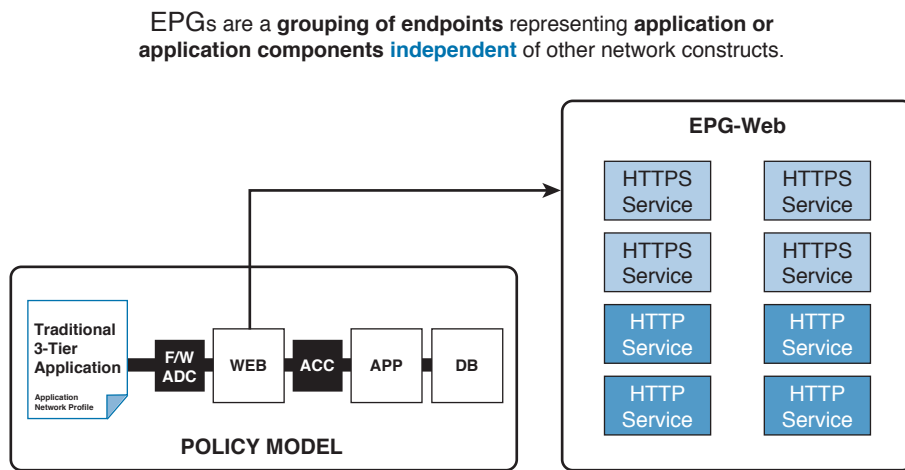 EPGs are a grouping of endpoints representing application or
application components independent of other network constructs.
EPG-Web
HTTPS
Service
HTTPS
Service
HTTPS
Service
HTTPS
Service
HTTP
Service
HTTP
Service
HTTP
Service
HTTP
Service
Traditional
3-Tier
Application
Application
Network Profile
F/W
ADC
WEB
ACC
APP
DB
POLICY MODEL